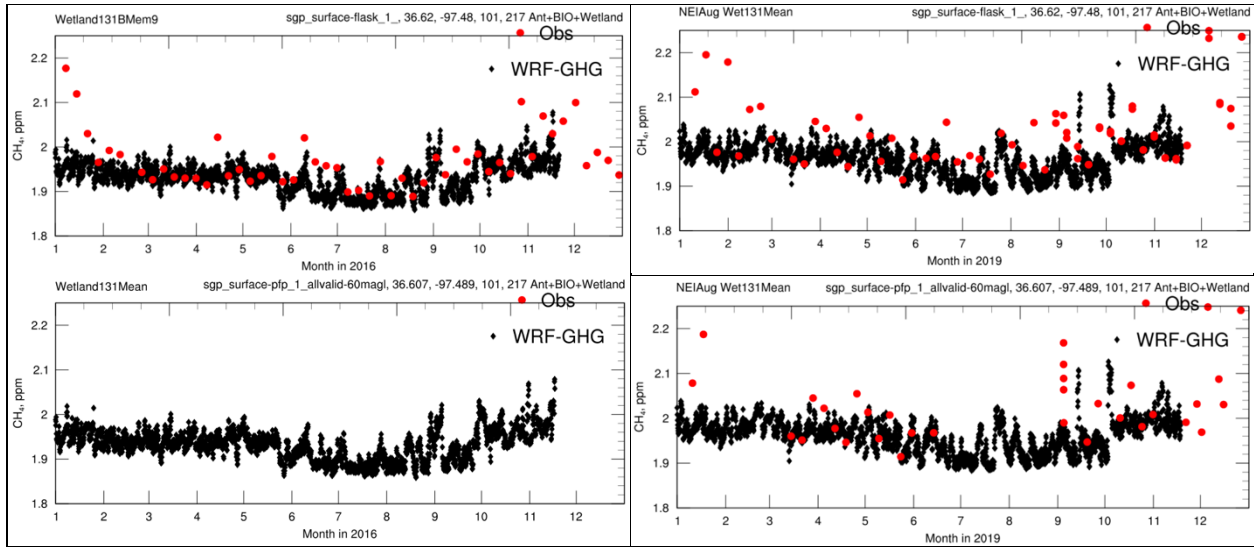 Wetland131BMem9 sgp_surface-flask_1_, 36.62, -97.48, 101, 217 Ant+BIO+Wetland
Obs
WRF-GHG
2.2
2.1
2
1.9
1.8
CH4, ppm
1 2 3 4 5 6 7 8 9 10 11 12
Month in 2016
NEIAug Wet131Mean sgp_surface-flask_1_, 36.62, -97.48, 101, 217 Ant+BIO+Wetland
Obs
WRF-GHG
2.2
2.1
2
1.9
1.8
CH4, ppm
1 2 3 4 5 6 7 8 9 10 11 12
Month in 2019
Wetland131Mean sgp_surface-pfp_1_allvalid-60magl, 36.607, -97.489, 101, 217 Ant+BIO+Wetland
Obs
WRF-GHG
2.2
2.1
2
1.9
1.8
CH4, ppm
1 2 3 4 5 6 7 8 9 10 11 12
Month in 2016
NEIAug Wet131Mean sgp_surface-pfp_1_allvalid-60magl, 36.607, -97.489, 101, 217 Ant+BIO+Wetland
Obs
WRF-GHG
2.2
2.1
2
1.9
1.8
CH4, ppm
1 2 3 4 5 6 7 8 9 10 11 12
Month in 2019